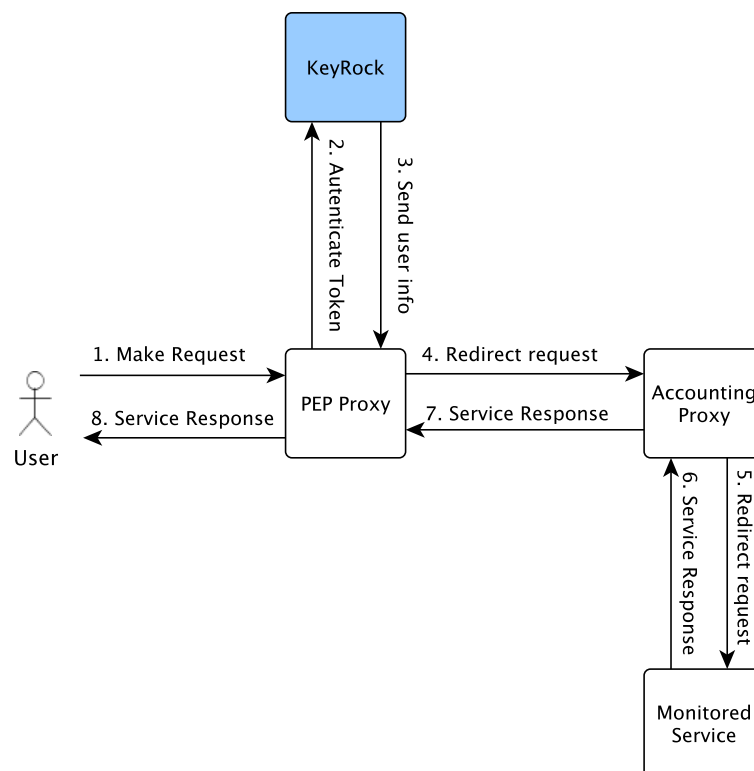 KeyRock
2. Autenticate Token
3. Send user info
1. Make Request
4. Redirect request
PEP Proxy
Accounting
Proxy
8. Service Response
7. Service Response
User
6. Service Response
5. Redirect request
Monitored
Service